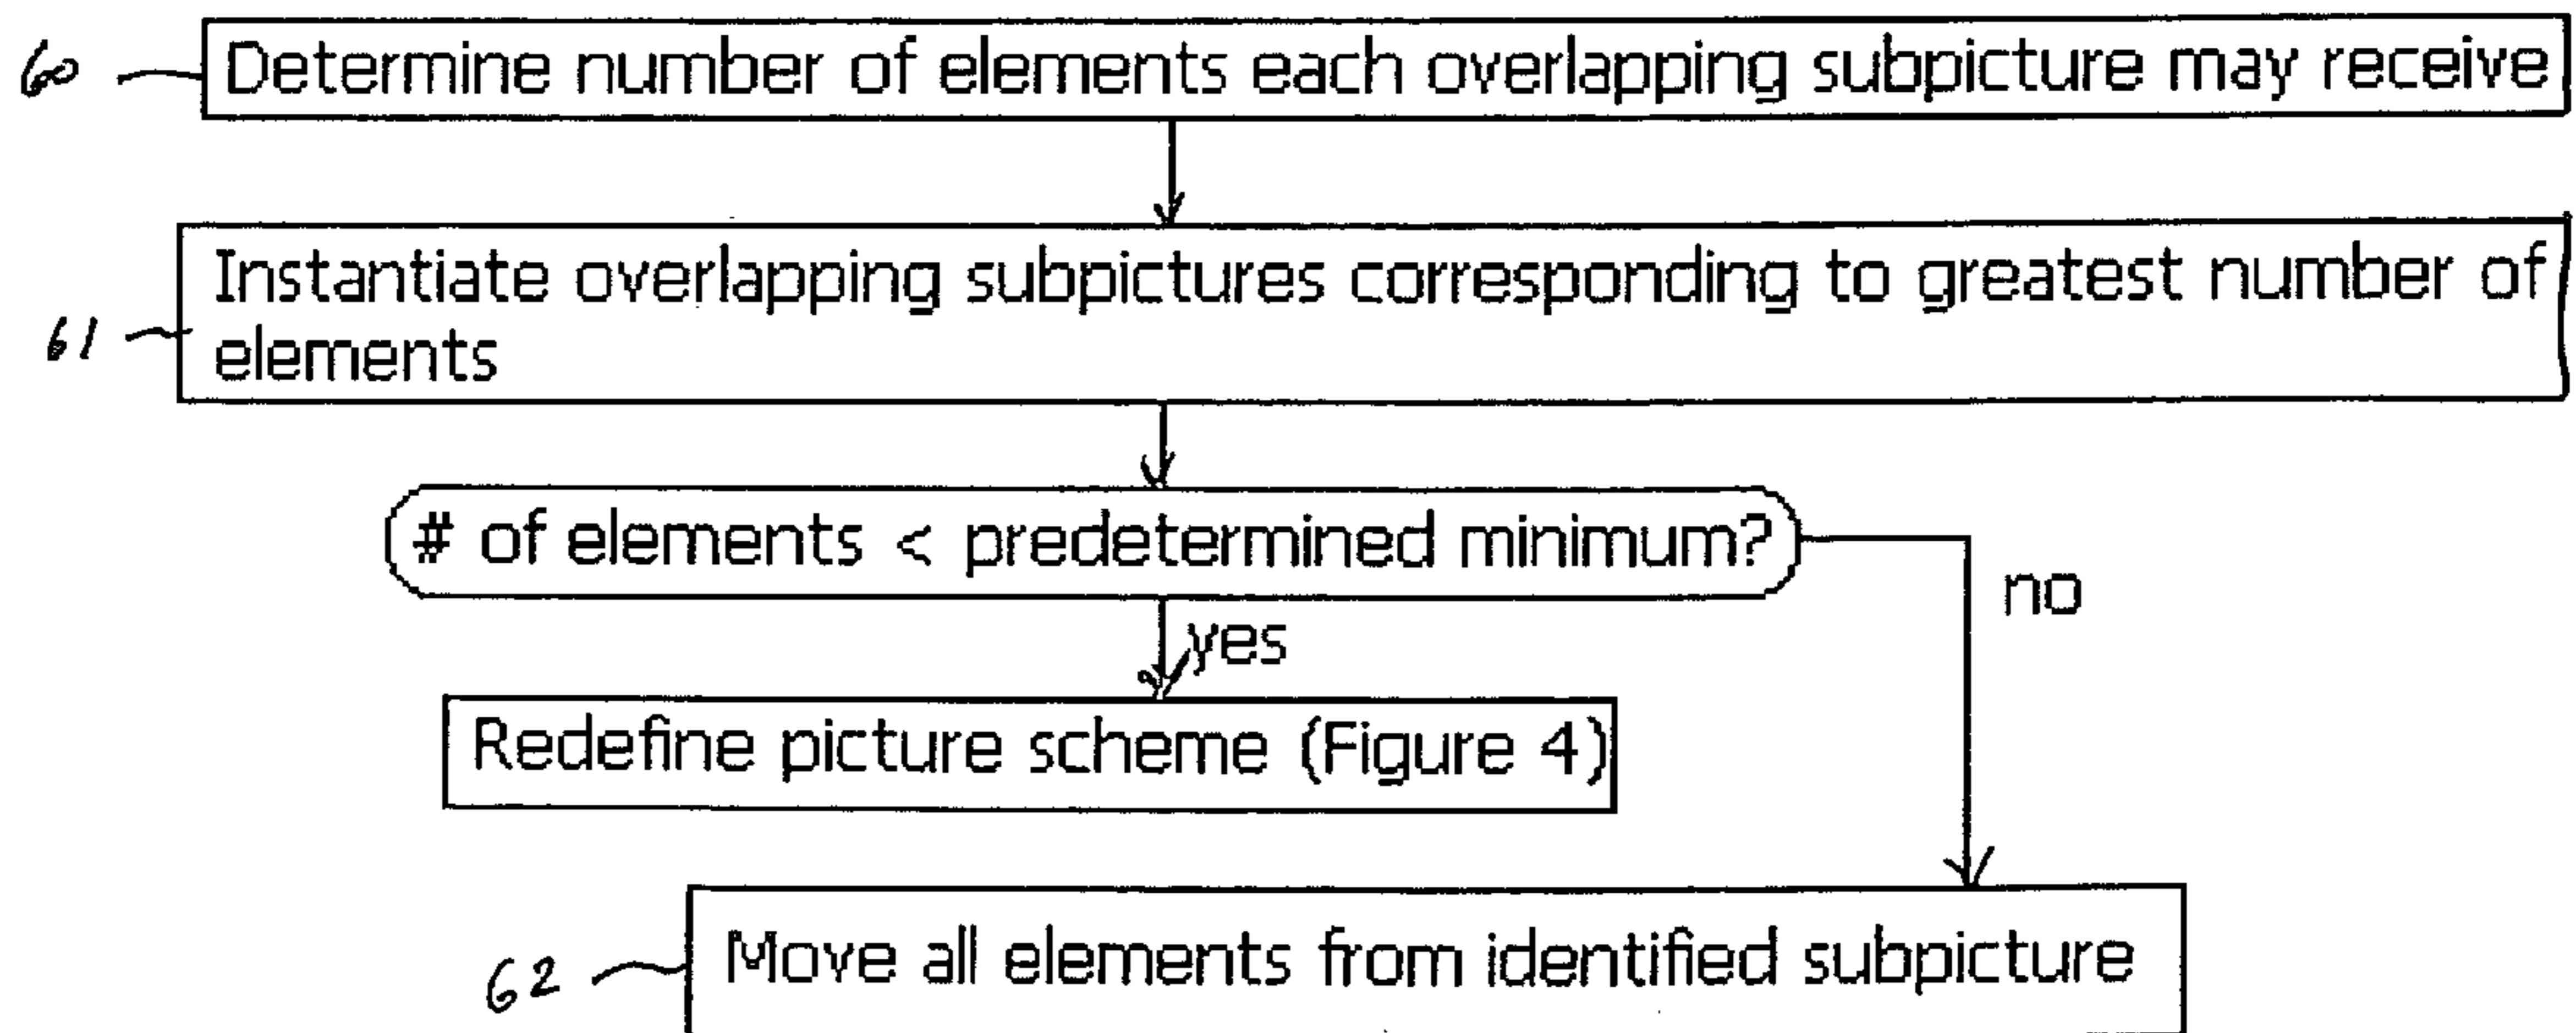 60
Determine number of elements each overlapping subpicture may receive
Instantiate overlapping subpictures corresponding to greatest number of
61
elements
# of elements < predetermined minimum?
no
yes
Redefine picture scheme (Figure 4)
Move all elements from identified subpicture
62